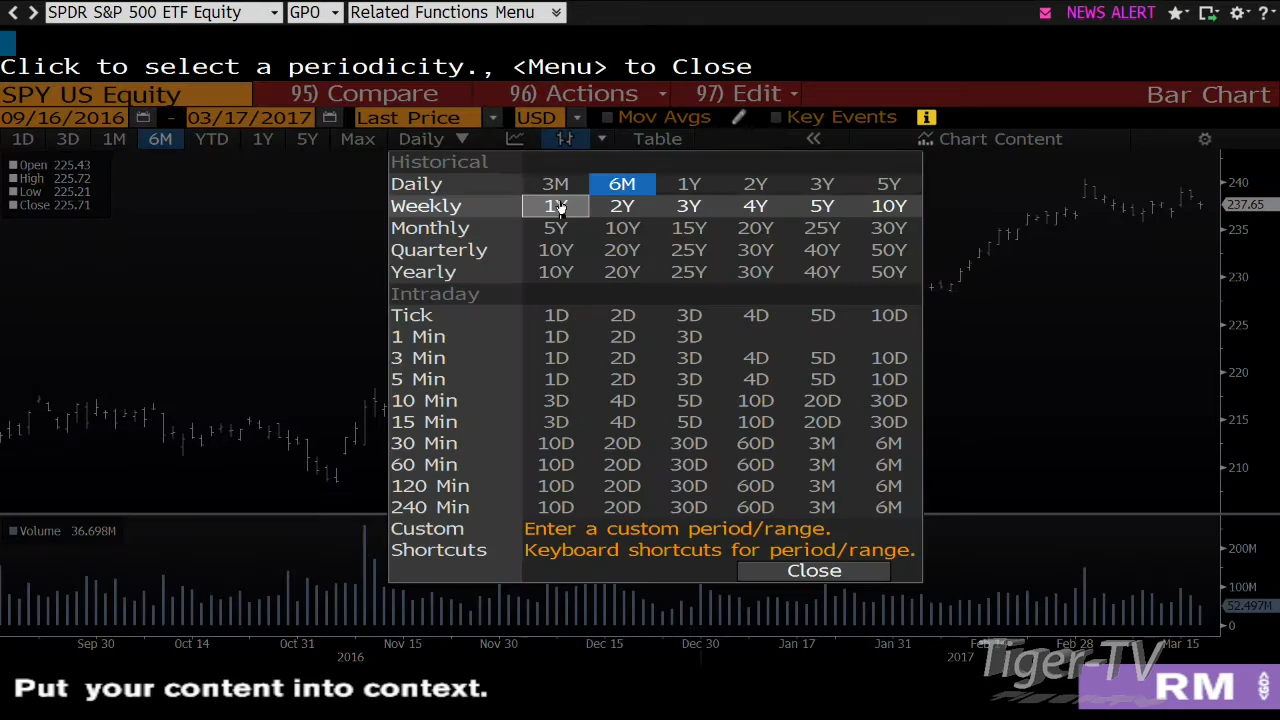 SPDR S&P 500 ETF Equity GPO Related Functions Menu NEWS ALERT ?
Click to select a periodicity., <Menu> to Close
SPY US Equity 95) Compare 96) Actions 97) Edit Bar Chart
09/16/2016 - 03/17/2017 Last Price USD Mov Avgs Key Events i
1D 3D 1M 6M YTD 1Y 5Y Max Daily Table Chart Content
Open 225.43
High 225.72
Low 225.21
Close 225.71
Historical
Daily 3M 6M 1Y 2Y 3Y 5Y
Weekly 1Y 2Y 3Y 4Y 5Y 10Y
Monthly 5Y 10Y 15Y 20Y 25Y 30Y
Quarterly 10Y 20Y 25Y 30Y 40Y 50Y
Yearly 10Y 20Y 25Y 30Y 40Y 50Y
Intraday
Tick 1D 2D 3D 4D 5D 10D
1 Min 1D 2D 3D
3 Min 1D 2D 3D 4D 5D 10D
5 Min 1D 2D 3D 4D 5D 10D
10 Min 3D 4D 5D 10D 20D 30D
15 Min 3D 4D 5D 10D 20D 30D
30 Min 10D 20D 30D 60D 3M 6M
60 Min 10D 20D 30D 60D 3M 6M
120 Min 10D 20D 30D 60D 3M 6M
240 Min 10D 20D 30D 60D 3M 6M
Custom Enter a custom period/range.
Shortcuts Keyboard shortcuts for period/range.
Close
240
237.65
235
230
225
220
215
210
Volume 36.698M
200M
100M
52.497M
0
Sep 30 Oct 14 Oct 31 Nov 15 Nov 30 Dec 15 Dec 30 Jan 17 Jan 31 Feb Feb 28 Mar 15
2016 2017
Tiger-TV
Put your content into context.
RM <GO>